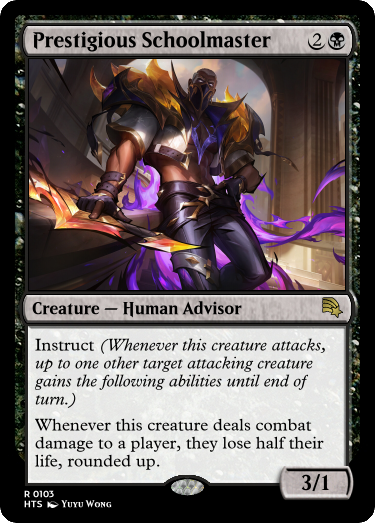 Prestigious Schoolmaster 2
Creature — Human Advisor
Instruct (Whenever this creature attacks,
up to one other target attacking creature
gains the following abilities until end of
turn.)
Whenever this creature deals combat
damage to a player, they lose half their
life, rounded up.
3/1
R 0103
HTS Yuyu Wong